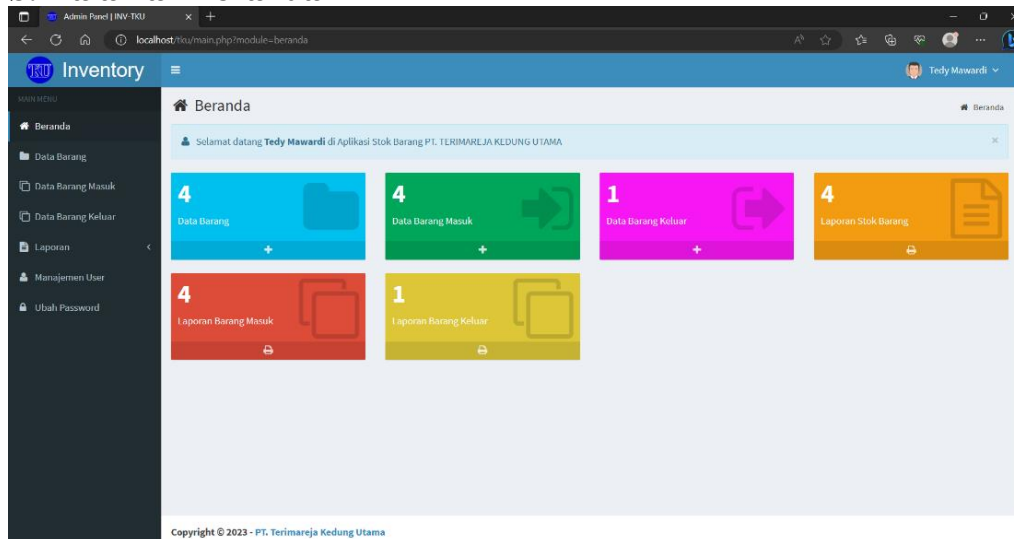 Admin Panel | INV-TKU
localhost/tku/main.php?module=beranda
TKU Inventory
Tedy Mawardi
MAIN MENU
Beranda
Data Barang
Data Barang Masuk
Data Barang Keluar
Laporan
Manajemen User
Ubah Password
Beranda
Beranda
Selamat datang Tedy Mawardi di Aplikasi Stok Barang PT. TERIMAREJA KEDUNG UTAMA
4
Data Barang
4
Data Barang Masuk
1
Data Barang Keluar
4
Laporan Stok Barang
4
Laporan Barang Masuk
1
Laporan Barang Keluar
Copyright © 2023 - PT. Terimareja Kedung Utama